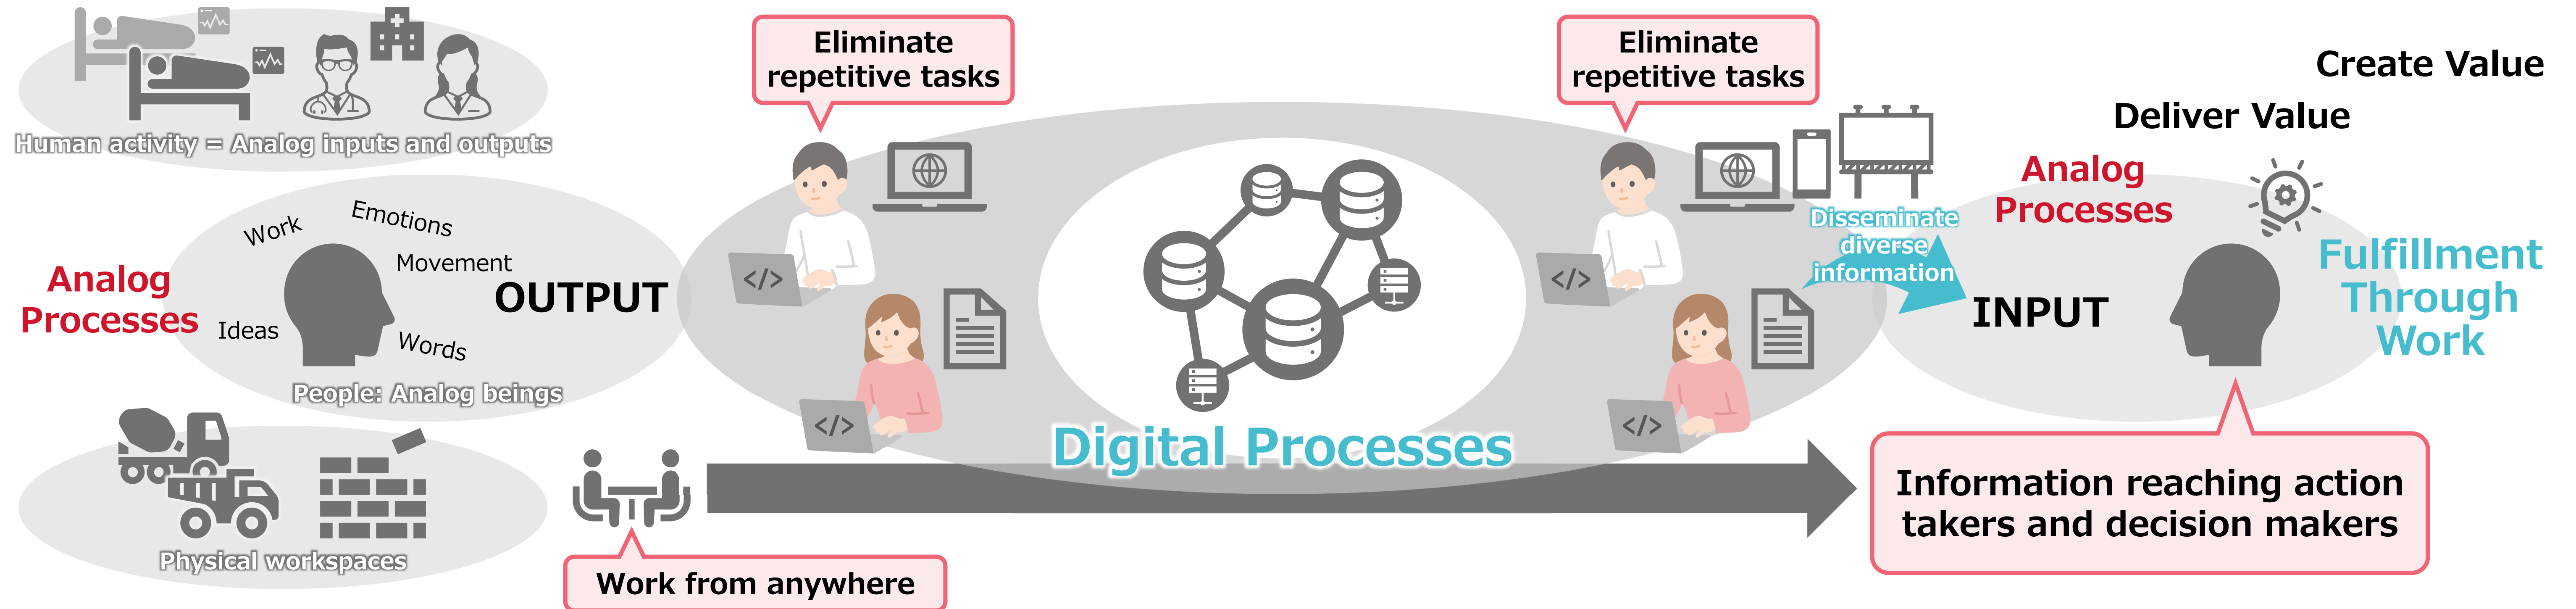 Human activity = Analog inputs and outputs
Analog
Processes
Work
Emotions
Movement
Ideas
Words
OUTPUT
People: Analog beings
Physical workspaces
Work from anywhere
Eliminate
repetitive tasks
</>
</>
Digital Processes
Eliminate
repetitive tasks
</>
</>
Disseminate
diverse
information
Create Value
Deliver Value
Analog
Processes
INPUT
Fulfillment
Through
Work
Information reaching action
takers and decision makers